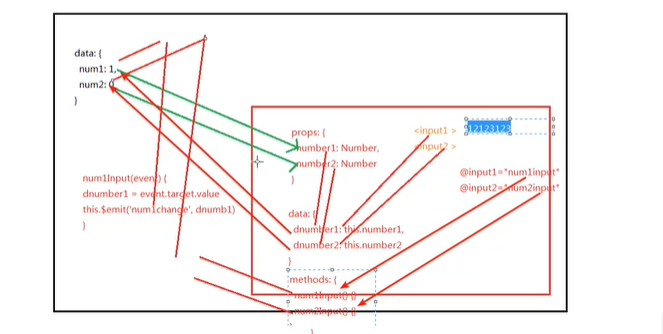 data: {
num1: 1,
num2: 0
}
num1Input(event) {
dnumber1 = event.target.value
this.$emit('num1change', dnumb1)
}
props: {
number1: Number,
number2: Number
}
data: {
dnumber1: this.number1,
dnumber2: this.number2
}
methods: {
num1Input() {}
num2Input() {}
}
<input1 >
12123123
<input2 >
@input1="num1input"
@input2="num2input"